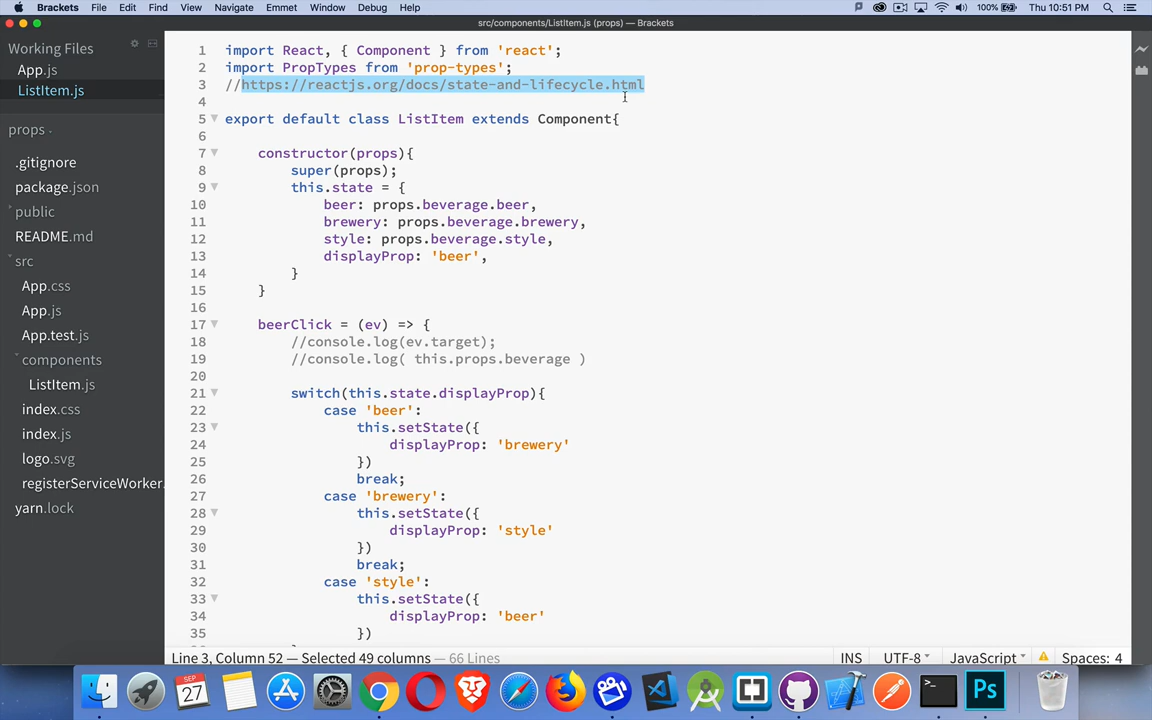 Brackets File Edit Find View Navigate Emmet Window Debug Help 100% Thu 10:51 PM
src/components/ListItem.js (props) — Brackets
Working Files
App.js
ListItem.js
props
.gitignore
package.json
public
README.md
src
App.css
App.js
App.test.js
components
ListItem.js
index.css
index.js
logo.svg
registerServiceWorker.
yarn.lock
1 import React, { Component } from 'react';
2 import PropTypes from 'prop-types';
3 //https://reactjs.org/docs/state-and-lifecycle.html
4
5 export default class ListItem extends Component{
6
7 constructor(props){
8 super(props);
9 this.state = {
10 beer: props.beverage.beer,
11 brewery: props.beverage.brewery,
12 style: props.beverage.style,
13 displayProp: 'beer',
14 }
15 }
16
17 beerClick = (ev) => {
18 //console.log(ev.target);
19 //console.log( this.props.beverage )
20
21 switch(this.state.displayProp){
22 case 'beer':
23 this.setState({
24 displayProp: 'brewery'
25 })
26 break;
27 case 'brewery':
28 this.setState({
29 displayProp: 'style'
30 })
31 break;
32 case 'style':
33 this.setState({
34 displayProp: 'beer'
35 })
Line 3, Column 52 — Selected 49 columns — 66 Lines INS UTF-8 JavaScript Spaces: 4
SEP
27
Ps